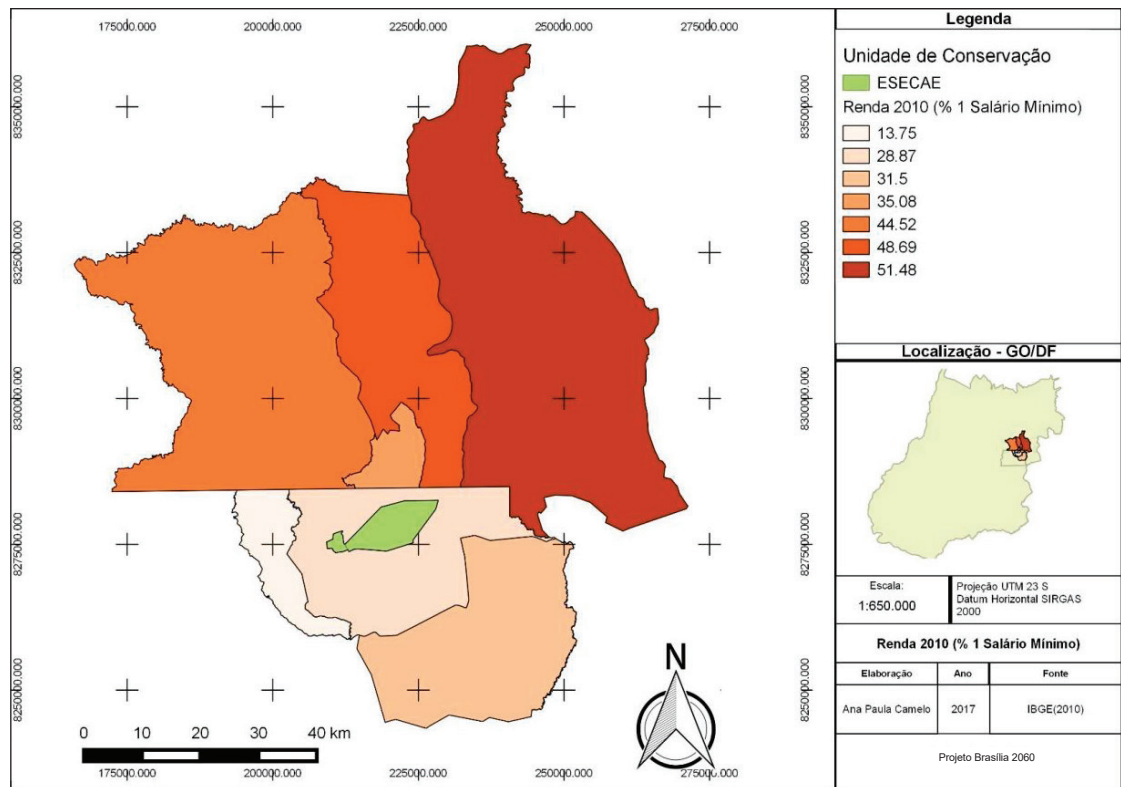 175000.000 200000.000 225000.000 250000.000 275000.000
8350000.000
8325000.000
8300000.000
8275000.000
8250000.000
8350000.000
8325000.000
8300000.000
8275000.000
8250000.000
0 10 20 30 40 km
N
175000.000 200000.000 225000.000 250000.000 275000.000
Legenda
Unidade de Conservação
ESECAE
Renda 2010 (% 1 Salário Mínimo)
13.75
28.87
31.5
35.08
44.52
48.69
51.48
Localização - GO/DF
Escala:
1:650.000
Projeção UTM 23 S
Datum Horizontal SIRGAS
2000
Renda 2010 (% 1 Salário Mínimo)
Elaboração Ano Fonte
Ana Paula Camelo 2017 IBGE(2010)
Projeto Brasília 2060